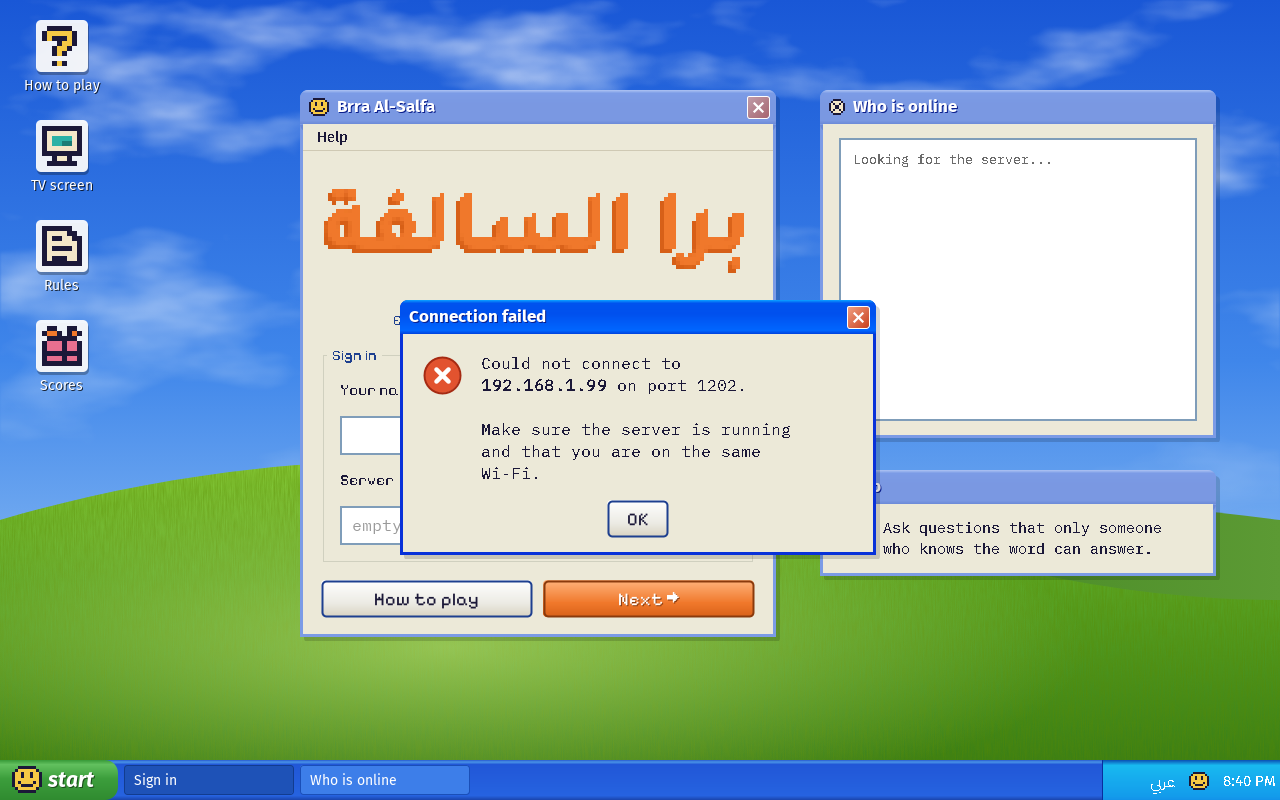 How to play
TV screen
Rules
Scores
Brra Al-Salfa
Help
برا السالفة
Sign in
Your
Server
empty
How to play
Next
Who is online
Looking for the server...
Connection failed
Could not connect to
192.168.1.99 on port 1202.
Make sure the server is running
and that you are on the same
Wi-Fi.
OK
Ask questions that only someone
who knows the word can answer.
start
Sign in
Who is online
عربي
8:40 PM